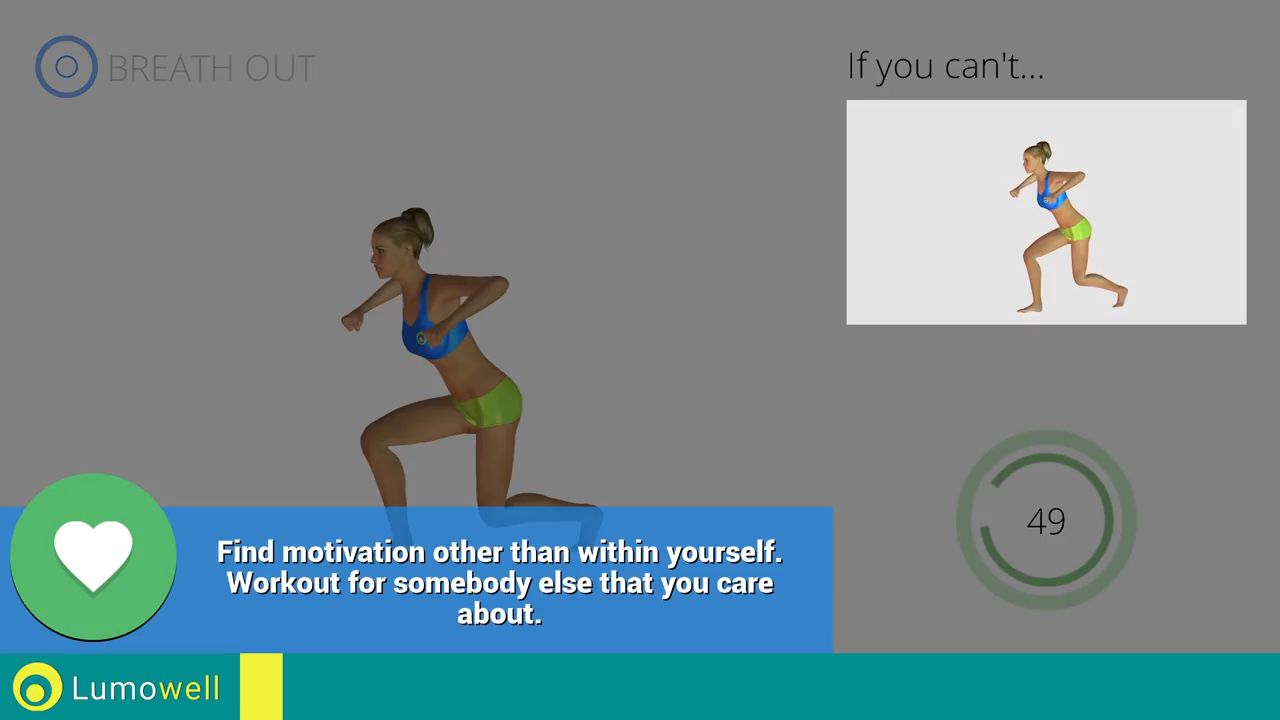 BREATH OUT
If you can't...
49
Find motivation other than within yourself.
Workout for somebody else that you care
about.
Lumowell